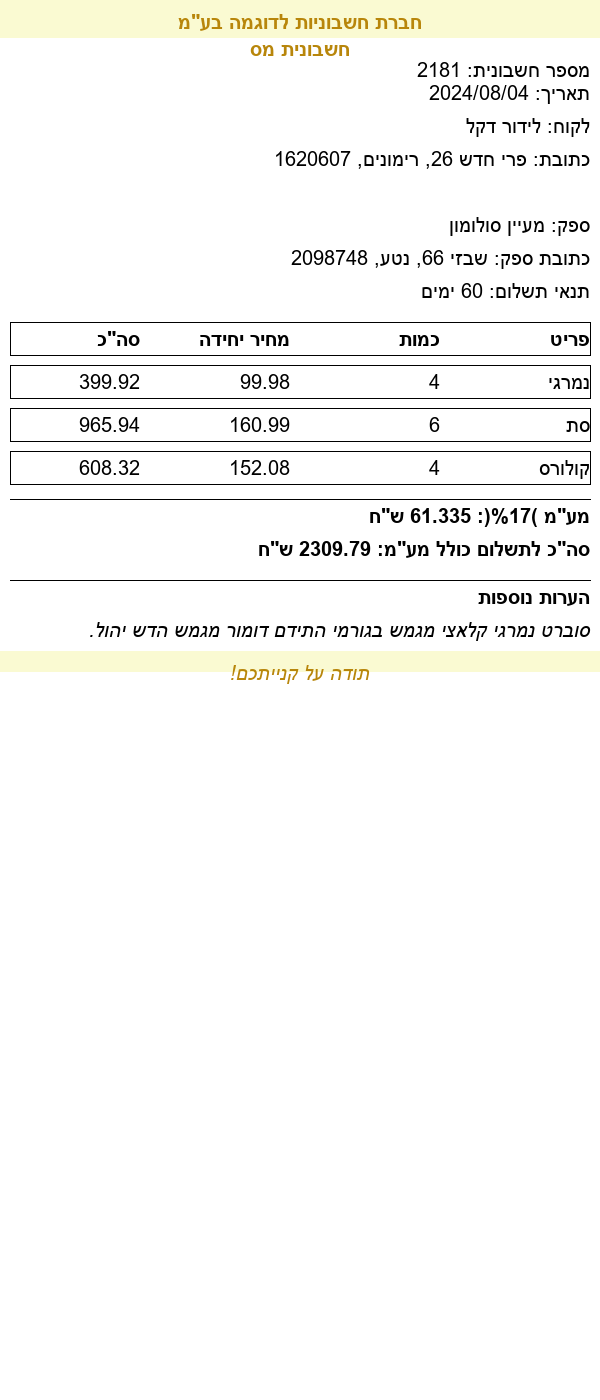 חברת חשבוניות לדוגמה בע"מ
חשבונית מס
מספר חשבונית: 2181
תאריך: 2024/08/04
לקוח: לידור דקל
כתובת: פרי חדש 26, רימונים, 1620607
ספק: מעיין סולומון
כתובת ספק: שבזי 66, נטע, 2098748
תנאי תשלום: 60 ימים
פריט כמות מחיר יחידה סה"כ
נמרגי 4 99.98 399.92
סת 6 160.99 965.94
קולורס 4 152.08 608.32
מע"מ )17%(: 61.335 ש"ח
סה"כ לתשלום כולל מע"מ: 2309.79 ש"ח
הערות נוספות
סוברט נמרגי קלאצי מגמש בגורמי התידם דומור מגמש הדש יהול.
תודה על קנייתכם!